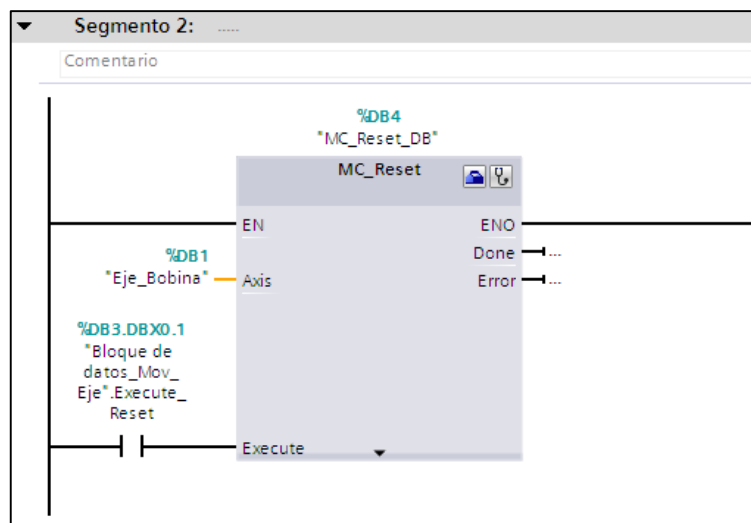 Segmento 2: .....
Comentario
%DB4
"MC_Reset_DB"
MC_Reset
EN
ENO
%DB1
"Eje_Bobina"
Axis
Done
...
Error
...
%DB3.DBX0.1
"Bloque de
datos_Mov_
Eje".Execute_
Reset
Execute